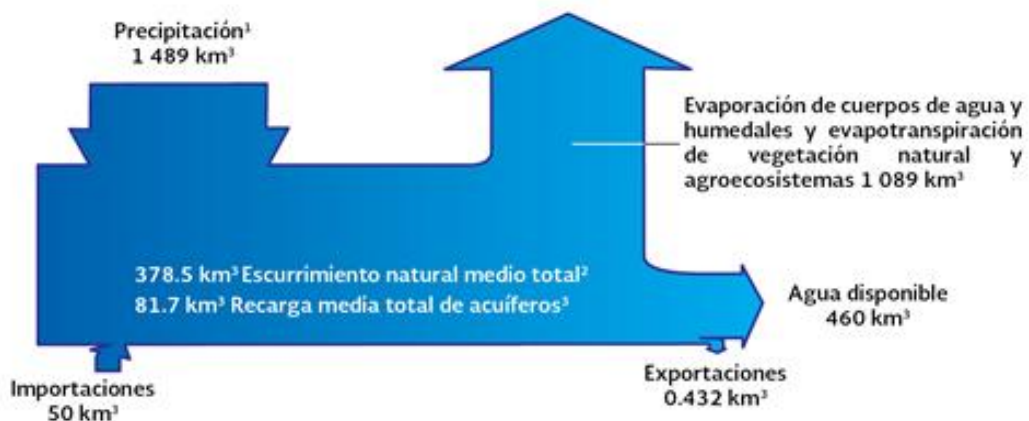 Precipitación¹
1 489 km³
Evaporación de cuerpos de agua y
humedales y evapotranspiración
de vegetación natural y
agroecosistemas 1 089 km³
378.5 km³ Escurrimiento natural medio total²
81.7 km³ Recarga media total de acuíferos³
Agua disponible
460 km³
Importaciones
50 km³
Exportaciones
0.432 km³